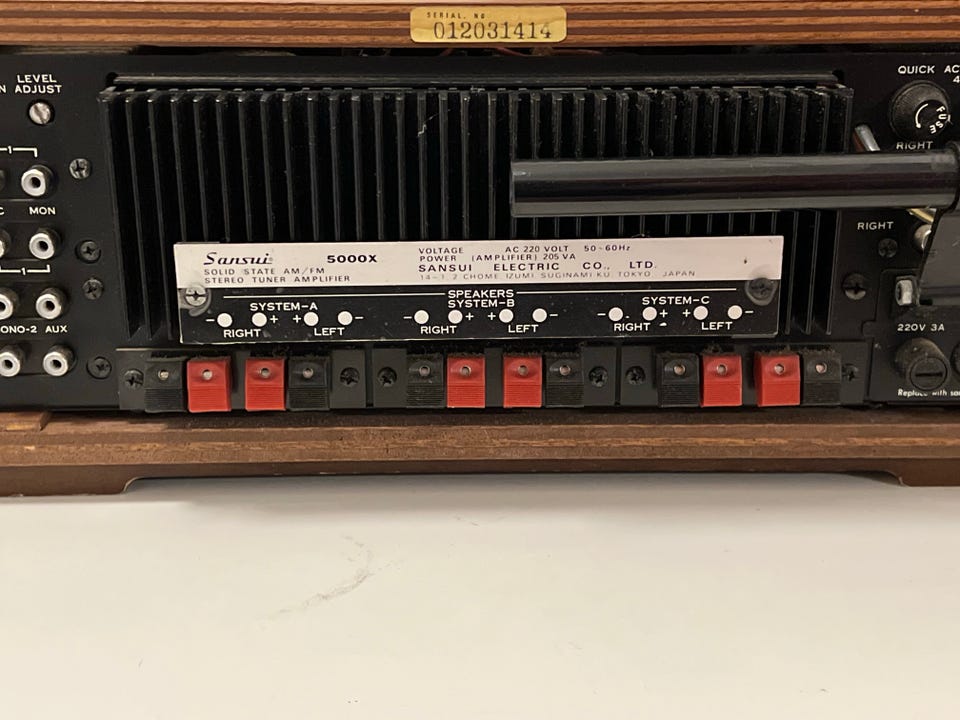 SERIAL. NO
012031414
LEVEL
ADJUST
QUICK
FUSE
RIGHT
1
MON
RIGHT
1
AUX
Sansui
5000X
SOLID STATE AM/FM
STEREO TUNER AMPLIFIER
VOLTAGE AC 220 VOLT 50~60Hz
POWER (AMPLIFIER) 205 VA
SANSUI ELECTRIC CO., LTD.
14-1 2 CHOME IZUMI, SUGINAMI KU, TOKYO JAPAN
SPEAKERS
SYSTEM-A SYSTEM-B SYSTEM-C
- + + - - + + - - + + -
RIGHT LEFT RIGHT LEFT RIGHT LEFT
220V 3A
Replace with